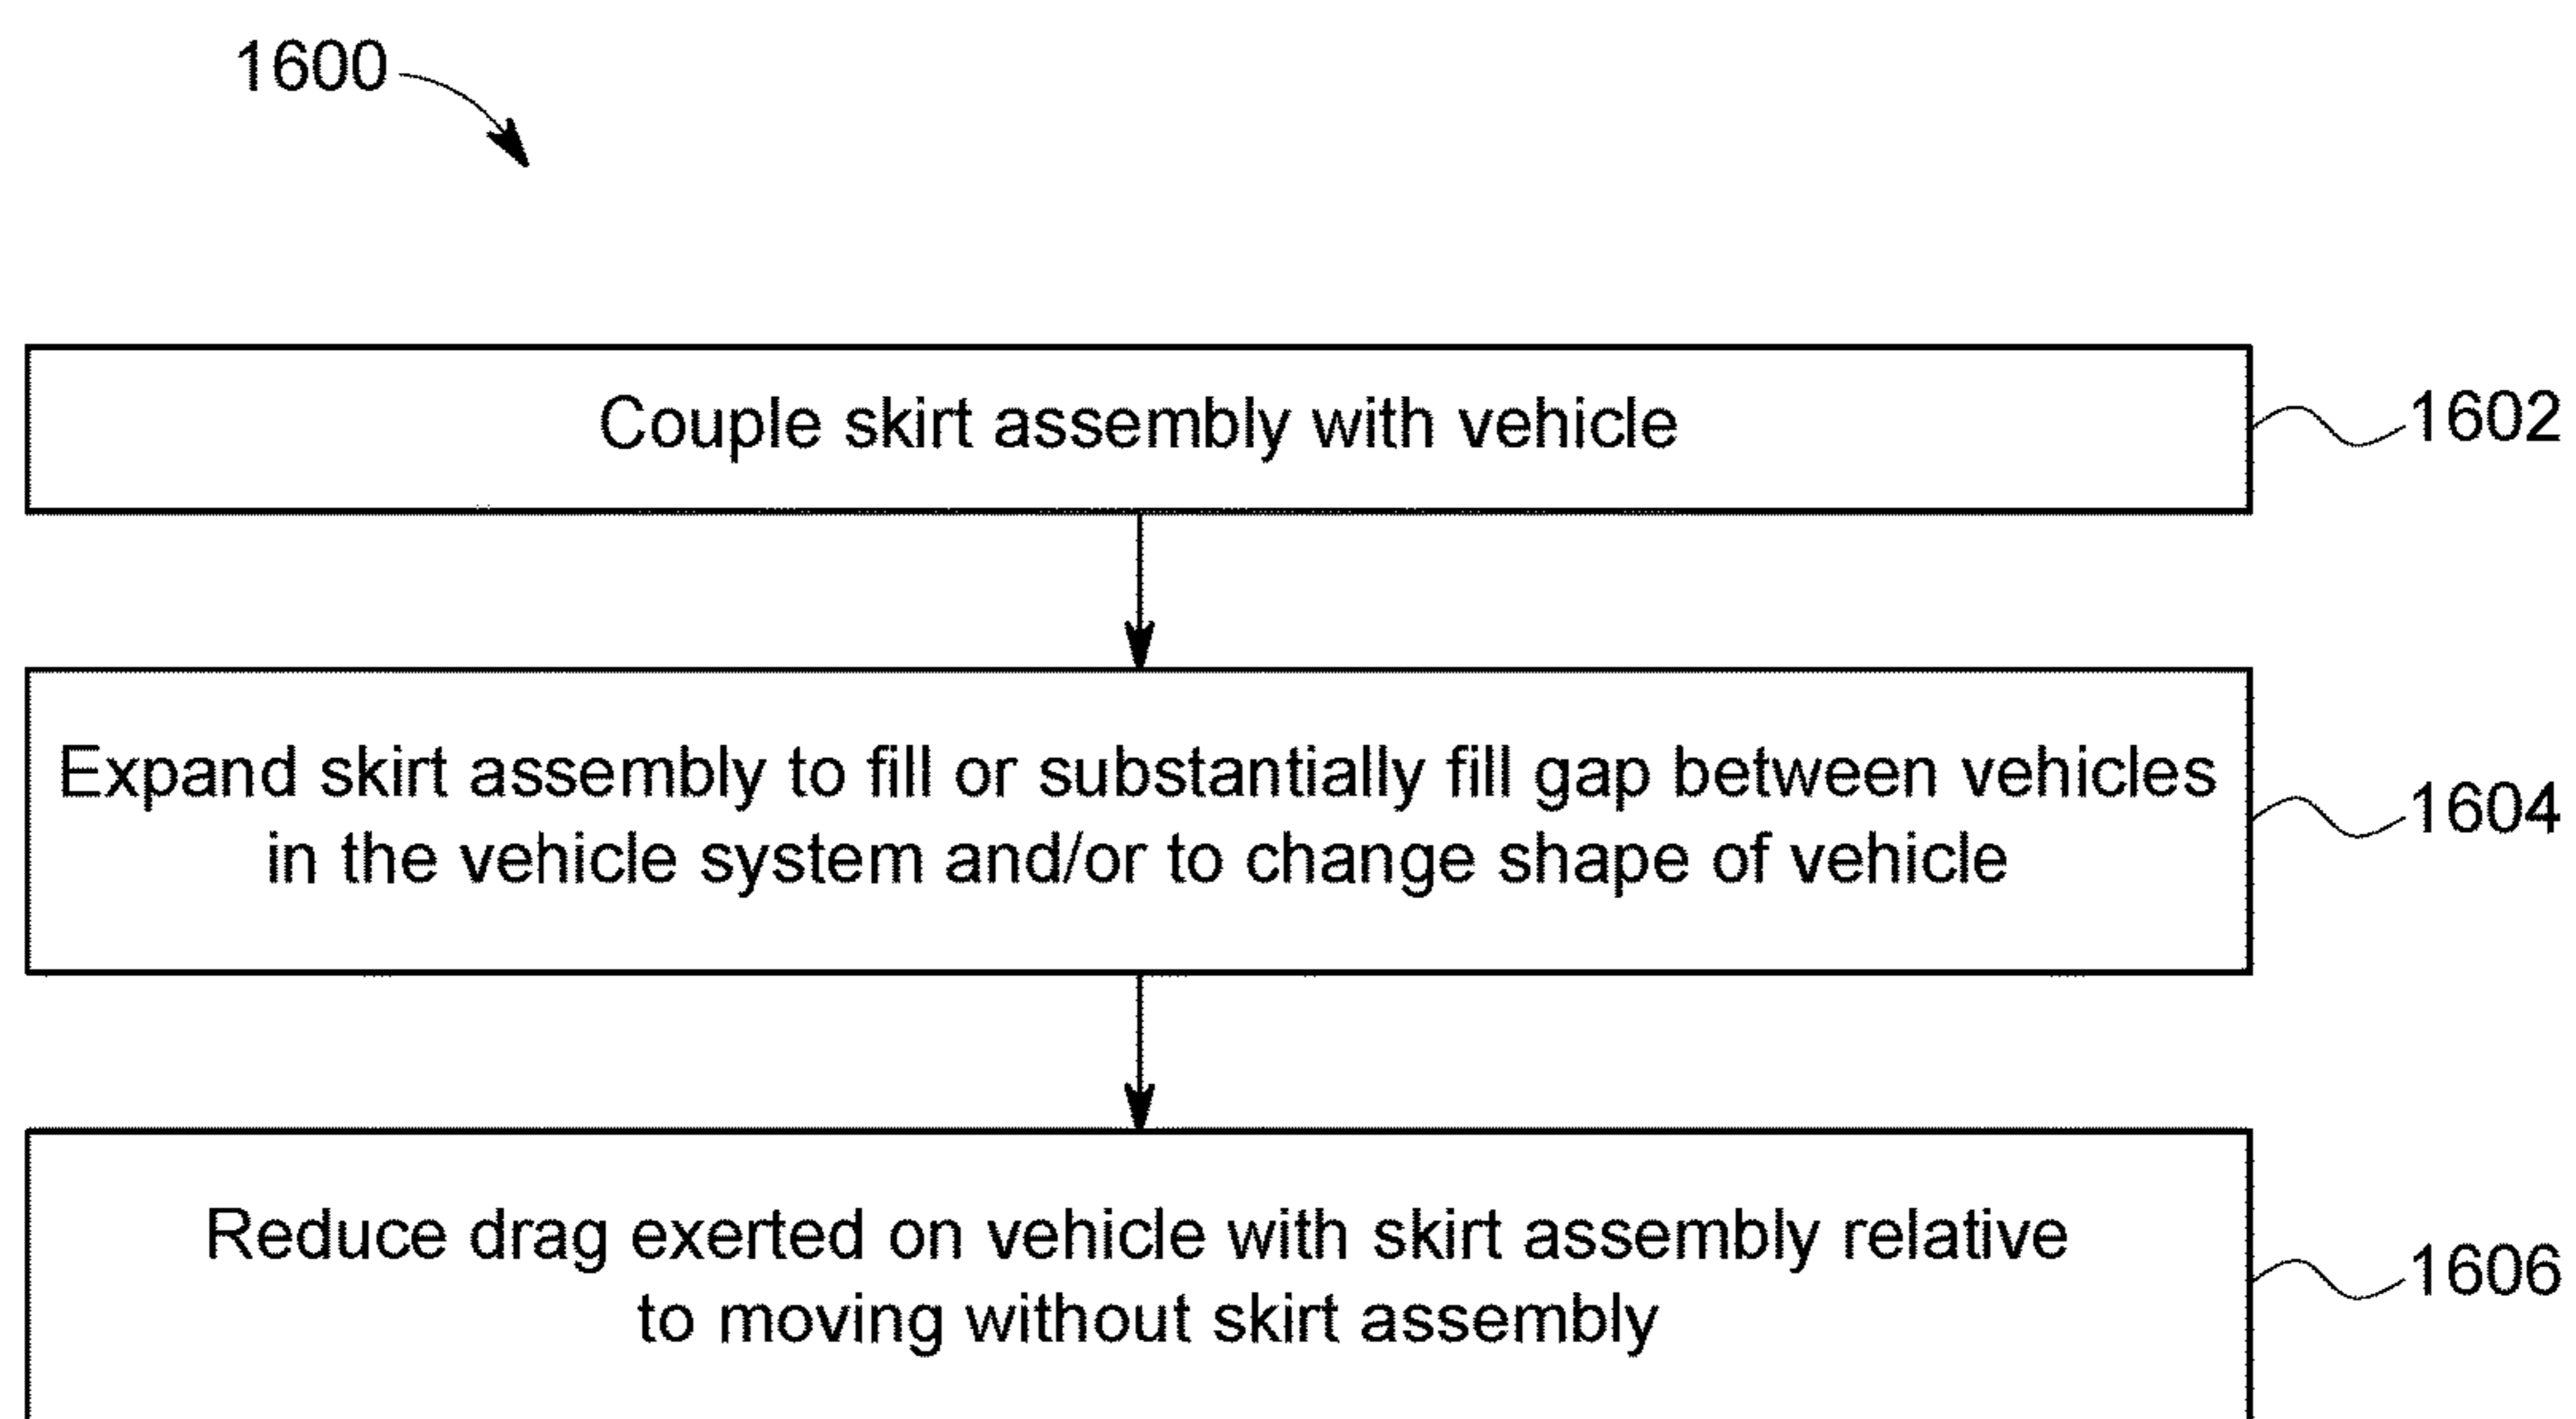 1600
Couple skirt assembly with vehicle
1602
Expand skirt assembly to fill or substantially fill gap between vehicles
in the vehicle system and/or to change shape of vehicle
1604
Reduce drag exerted on vehicle with skirt assembly relative
to moving without skirt assembly
1606